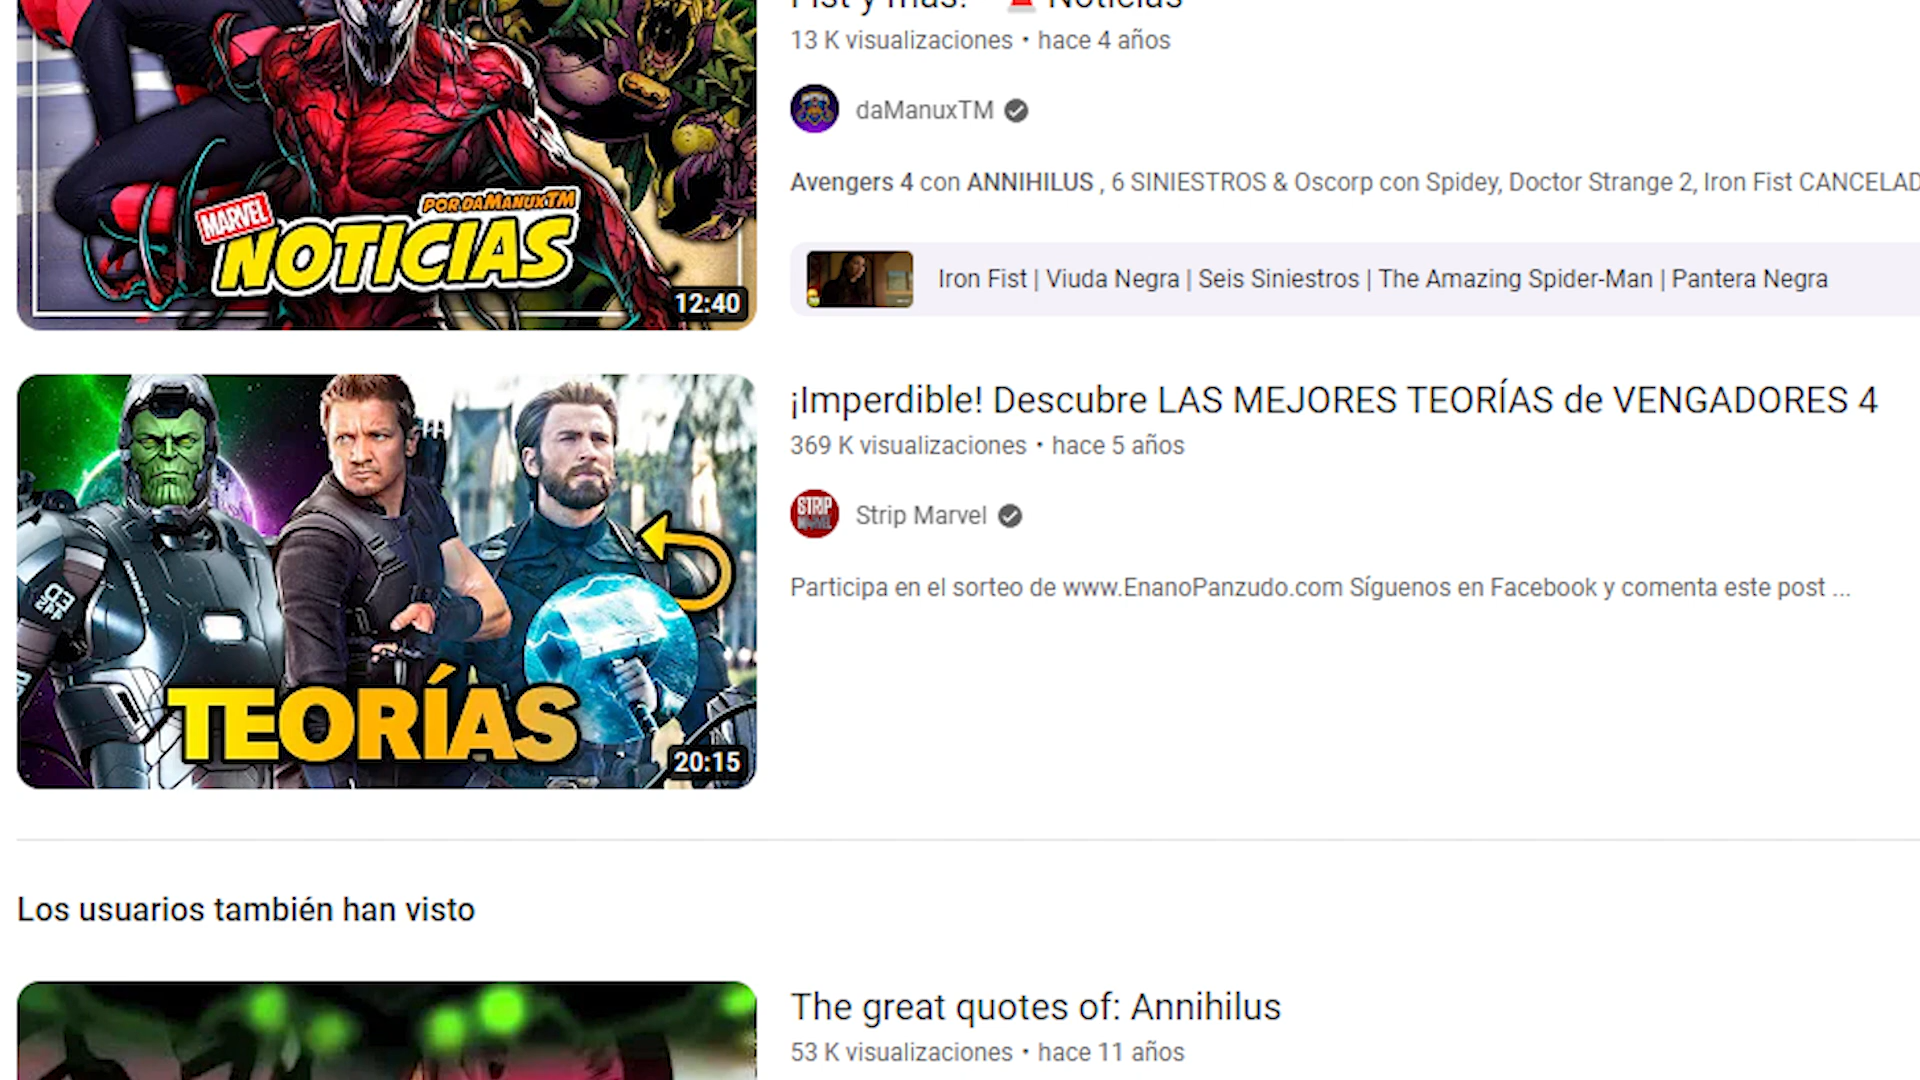 Fist y más! Noticias
13 K visualizaciones • hace 4 años
daManuxTM
Avengers 4 con ANNIHILUS , 6 SINIESTROS & Oscorp con Spidey, Doctor Strange 2, Iron Fist CANCELAD
Iron Fist | Viuda Negra | Seis Siniestros | The Amazing Spider-Man | Pantera Negra
POR DAMANUXTM
MARVEL
NOTICIAS
12:40
¡Imperdible! Descubre LAS MEJORES TEORÍAS de VENGADORES 4
369 K visualizaciones • hace 5 años
STRIP
MARVEL
Strip Marvel
Participa en el sorteo de www.EnanoPanzudo.com Síguenos en Facebook y comenta este post ...
03
TEORÍAS
20:15
Los usuarios también han visto
The great quotes of: Annihilus
53 K visualizaciones • hace 11 años